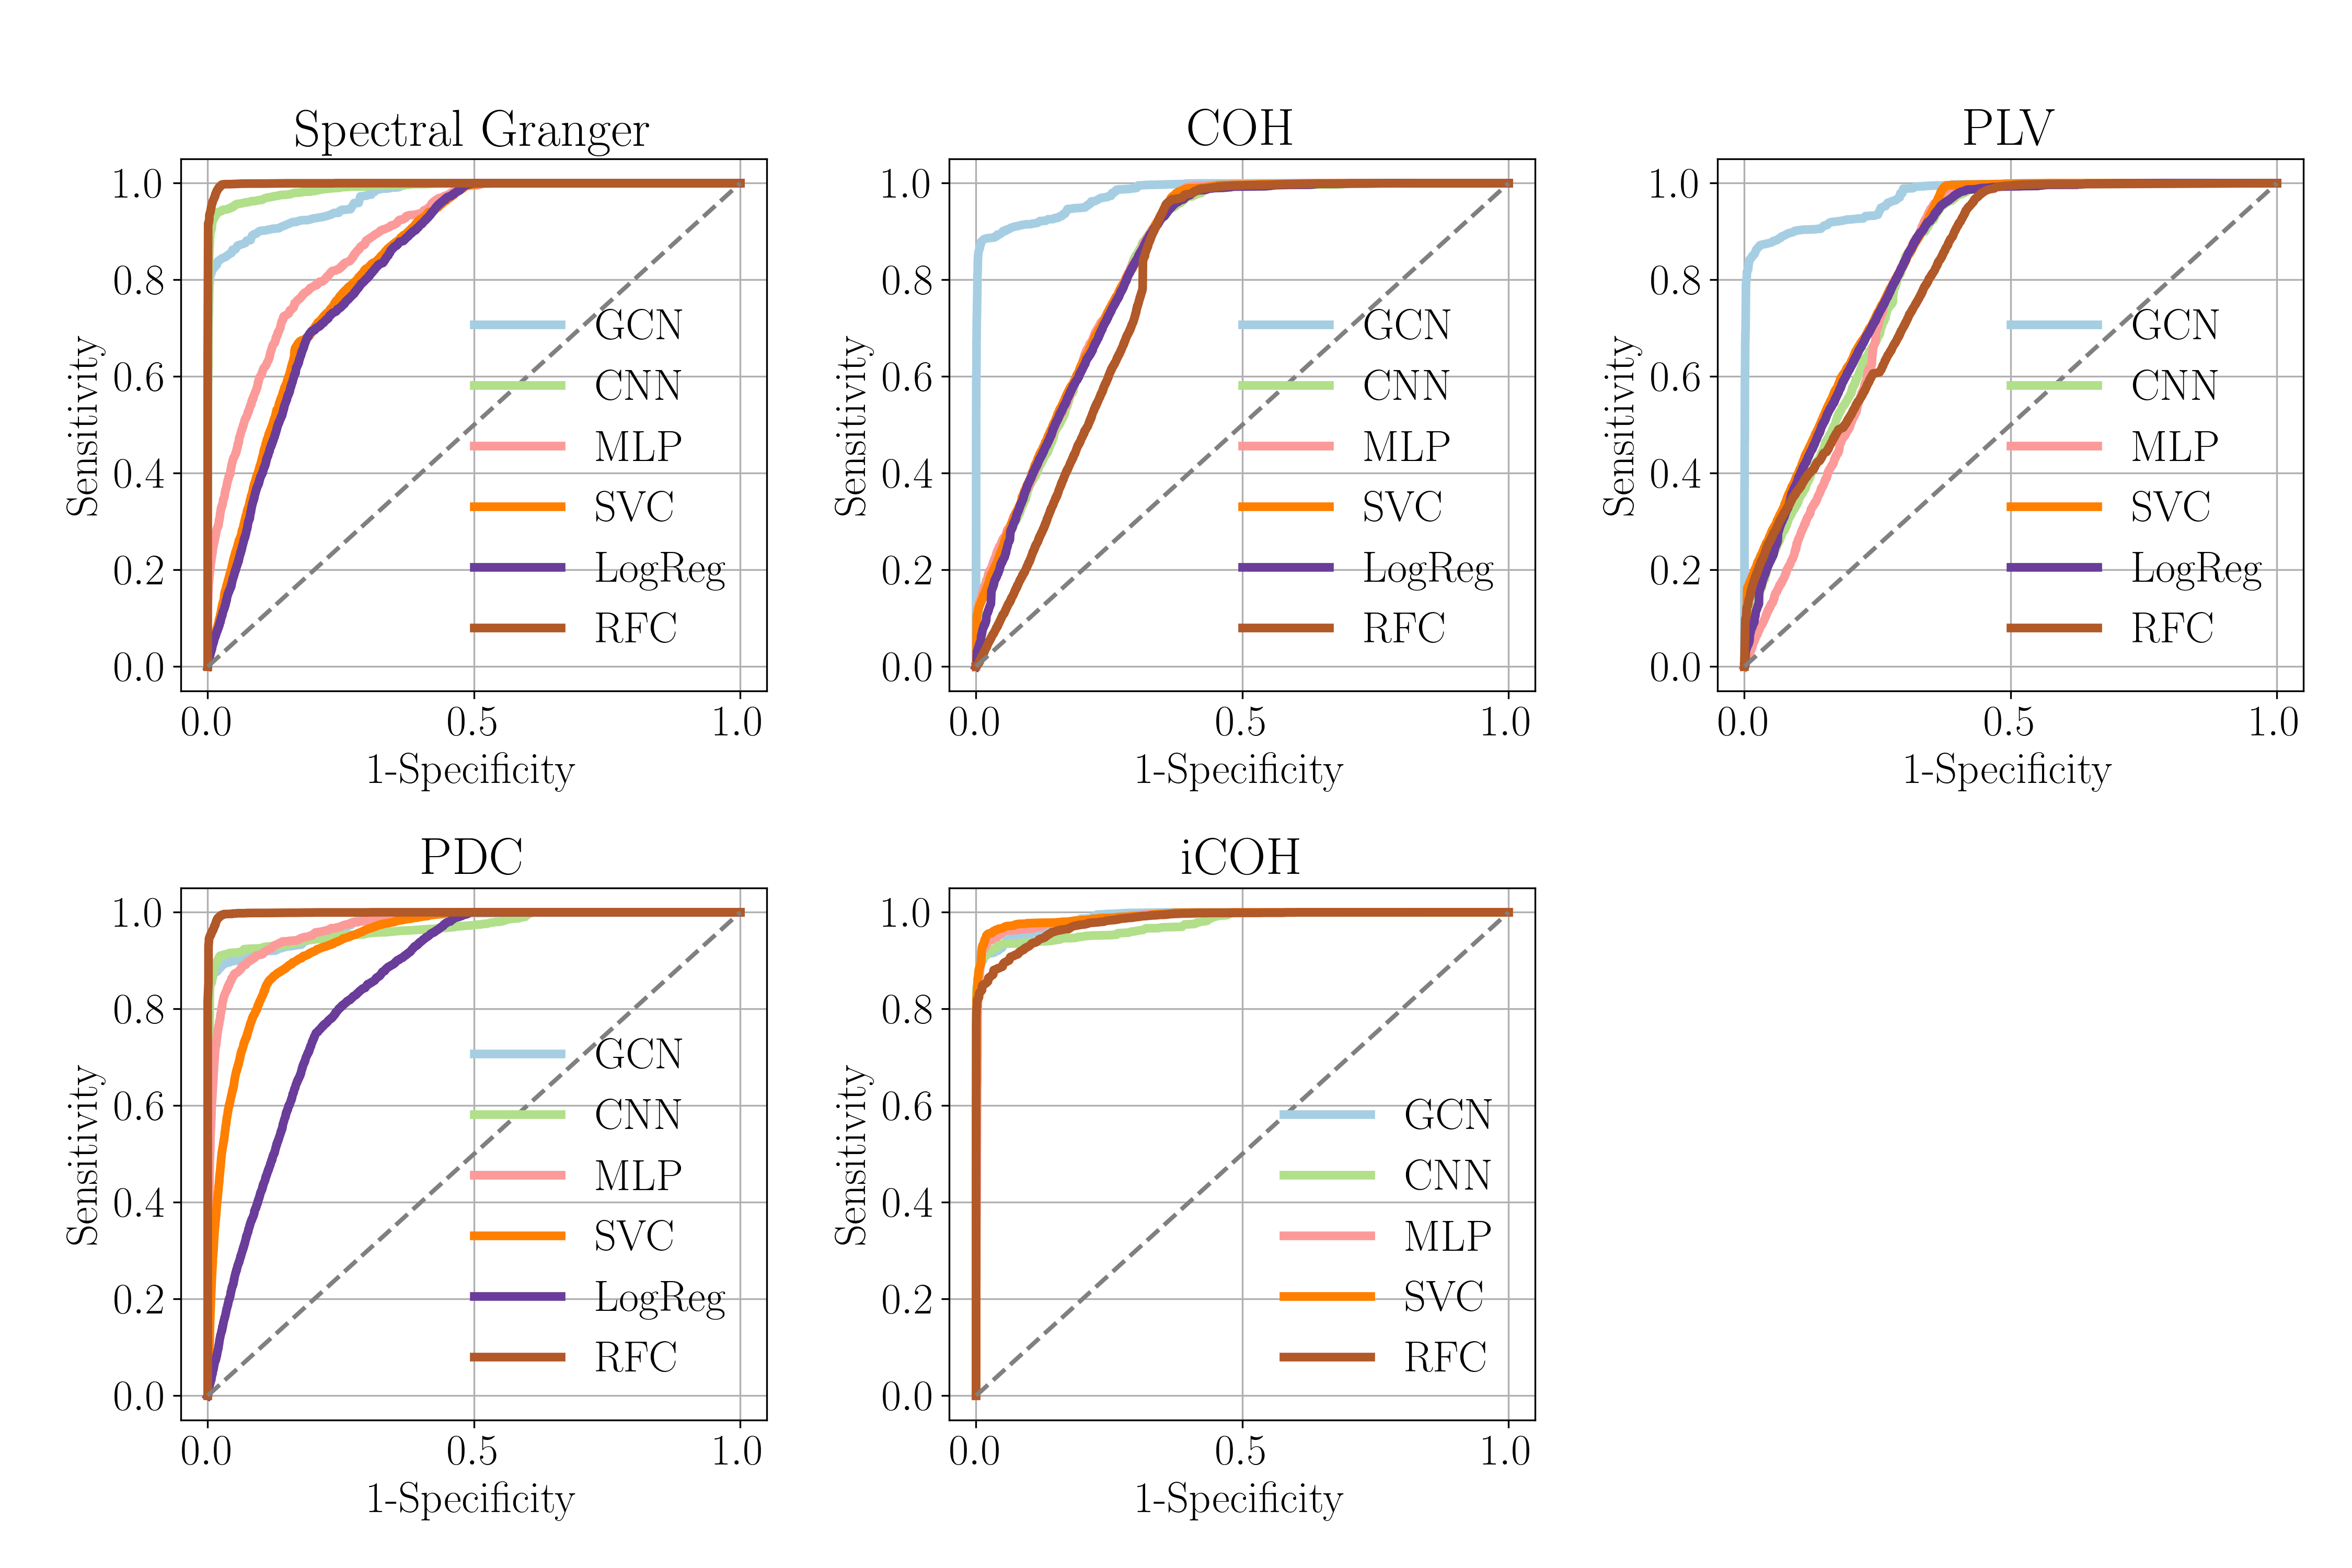 Spectral Granger
1.0
0.8
0.6
0.4
0.2
0.0
Sensitivity
GCN
CNN
MLP
SVC
LogReg
RFC
0.0 0.5 1.0
1-Specificity
COH
1.0
0.8
0.6
0.4
0.2
0.0
Sensitivity
GCN
CNN
MLP
SVC
LogReg
RFC
0.0 0.5 1.0
1-Specificity
PLV
1.0
0.8
0.6
0.4
0.2
0.0
Sensitivity
GCN
CNN
MLP
SVC
LogReg
RFC
0.0 0.5 1.0
1-Specificity
PDC
1.0
0.8
0.6
0.4
0.2
0.0
Sensitivity
GCN
CNN
MLP
SVC
LogReg
RFC
0.0 0.5 1.0
1-Specificity
iCOH
1.0
0.8
0.6
0.4
0.2
0.0
Sensitivity
GCN
CNN
MLP
SVC
RFC
0.0 0.5 1.0
1-Specificity